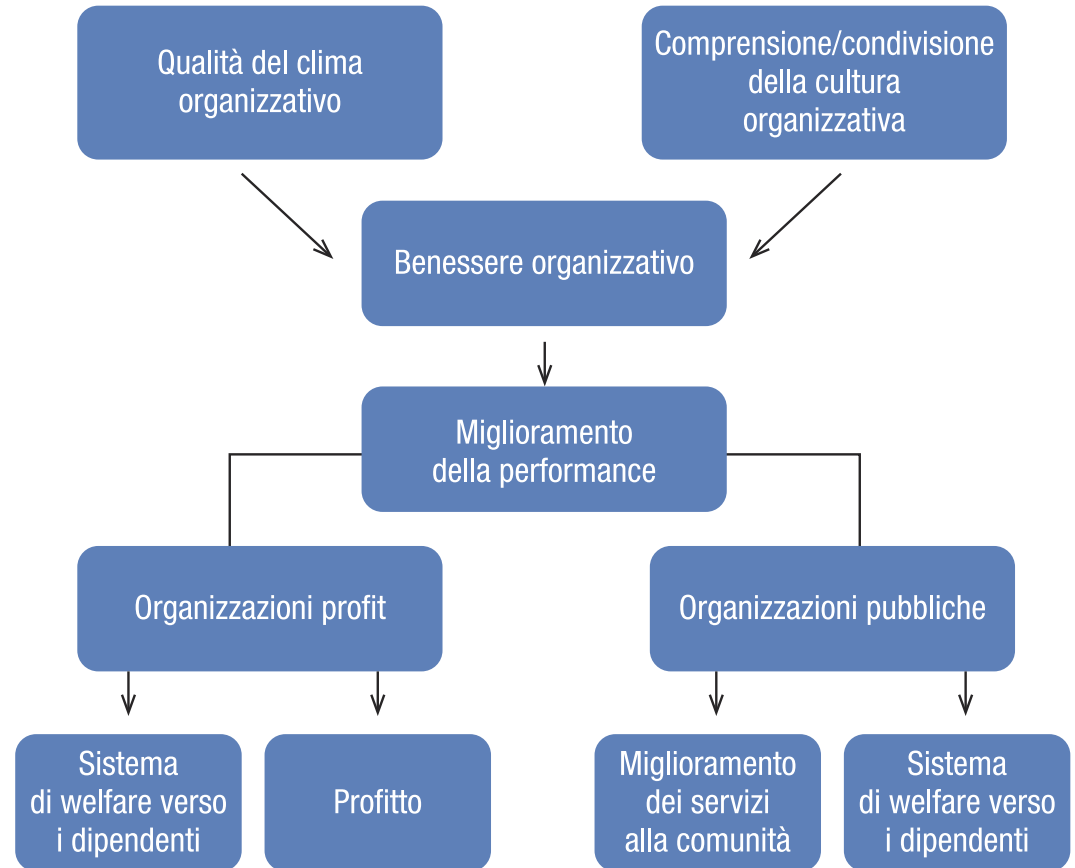 Qualità del clima
organizzativo
Comprensione/condivisione
della cultura
organizzativa
Benessere organizzativo
Miglioramento
della performance
Organizzazioni profit
Organizzazioni pubbliche
Sistema
di welfare verso
i dipendenti
Profitto
Miglioramento
dei servizi
alla comunità
Sistema
di welfare verso
i dipendenti